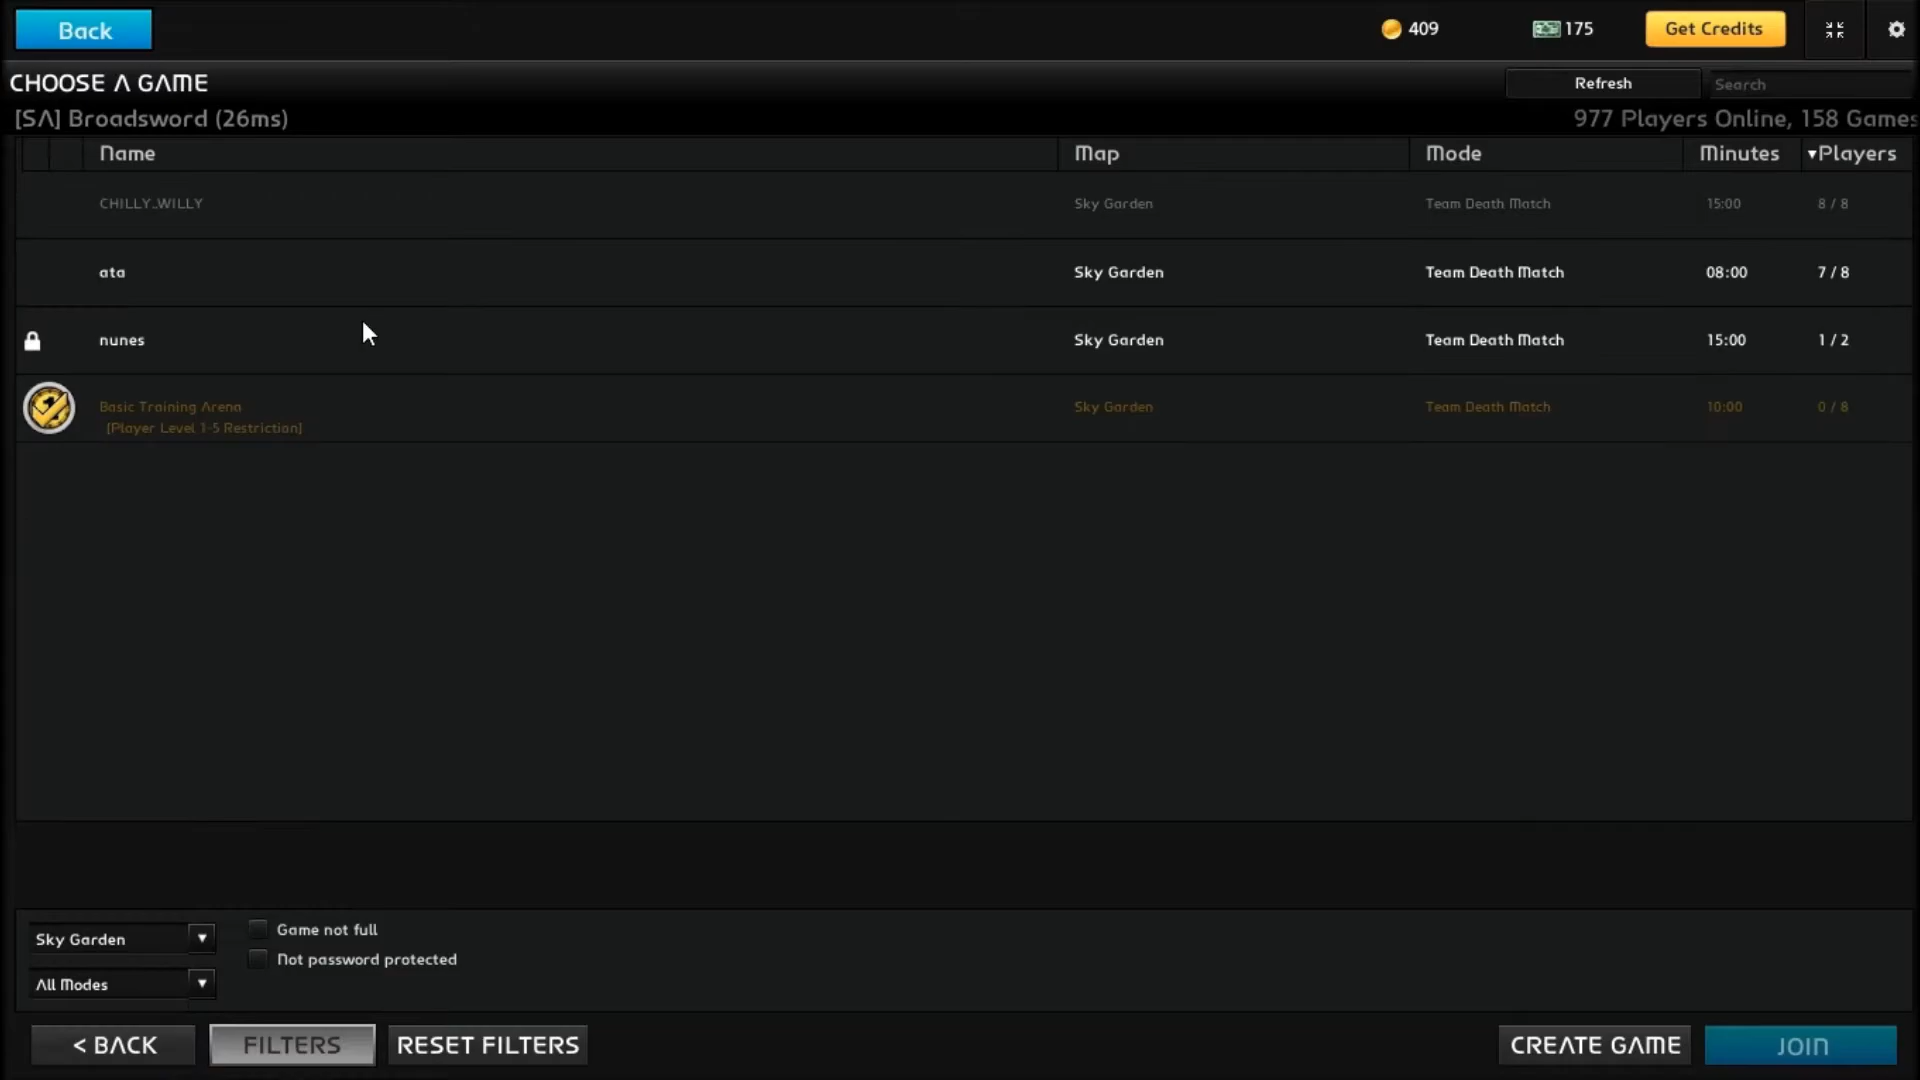 Back
409
175
Get Credits
CHOOSE A GAME
Refresh
Search
[SA] Broadsword (26ms)
977 Players Online, 158 Games
Name Map Mode Minutes ▾Players
CHILLY_WILLY Sky Garden Team Death Match 15:00 8 / 8
ata Sky Garden Team Death Match 08:00 7 / 8
nunes Sky Garden Team Death Match 15:00 1 / 2
Basic Training Arena Sky Garden Team Death Match 10:00 0 / 8
[Player Level 1-5 Restriction]
Sky Garden
Game not full
Not password protected
All Modes
< BACK
FILTERS
RESET FILTERS
CREATE GAME
JOIN